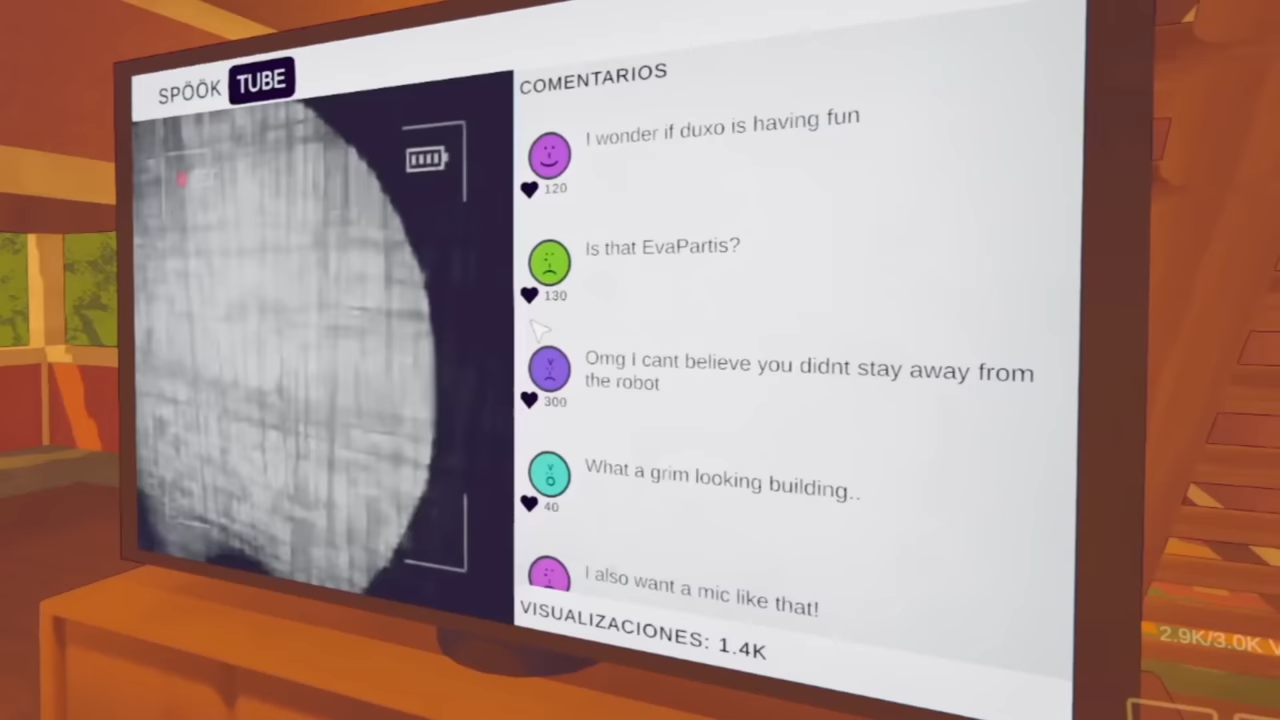 SPÖÖK TUBE
COMENTARIOS
I wonder if duxo is having fun
120
Is that EvaPartis?
130
Omg I cant believe you didnt stay away from
the robot
300
What a grim looking building..
40
I also want a mic like that!
VISUALIZACIONES: 1.4K
2.9K/3.0K